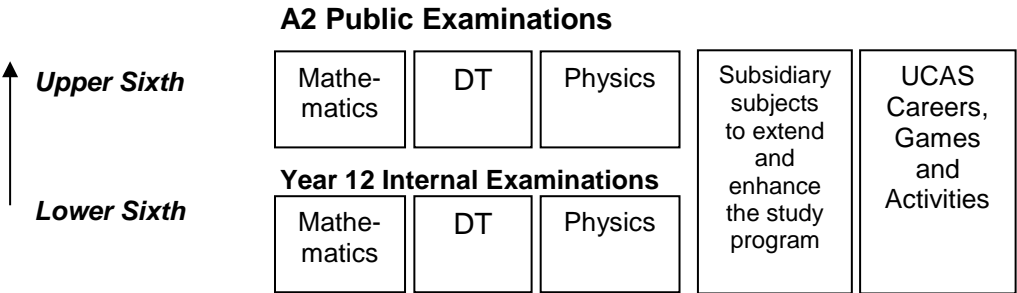 A2 Public Examinations
Upper Sixth
Mathe-
matics
DT
Physics
Year 12 Internal Examinations
Lower Sixth
Mathe-
matics
DT
Physics
Subsidiary
subjects
to extend
and
enhance
the study
program
UCAS
Careers,
Games
and
Activities